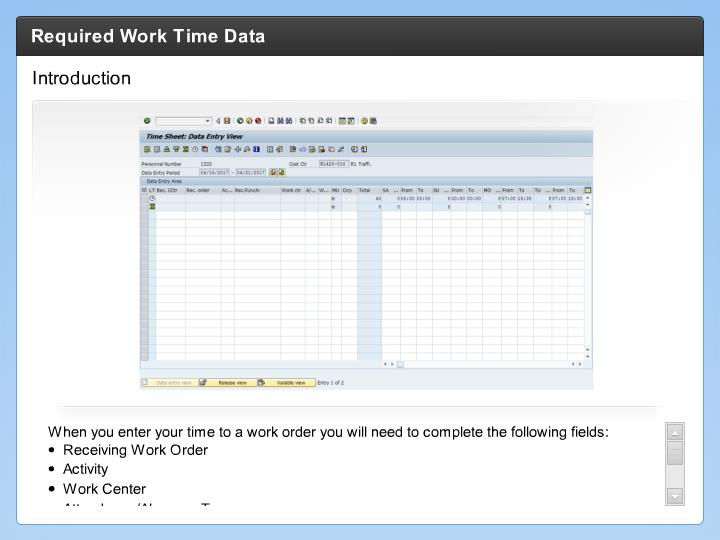 Required Work Time Data
Introduction
Time Sheet: Data Entry View
Personnel Number 1333 Cost Ctr 91420-010 R1 Traffi..
Data Entry Period 04/15/2017 - 04/21/2017
Data Entry Area
LT Rec. CCtr Rec. order Ac... Rec.FuncAr Work ctr A/... W... MU Ctry Total SA ... From To SU ... From To MO ... From To TU ... From To
H 40 0 00:00 00:00 0 00:00 00:00 8 07:00 15:30 8 07:00 15:30
H 0 0 0 0 0
Data entry view Release view Variable view Entry 1 of 2
When you enter your time to a work order you will need to complete the following fields:
• Receiving Work Order
• Activity
• Work Center